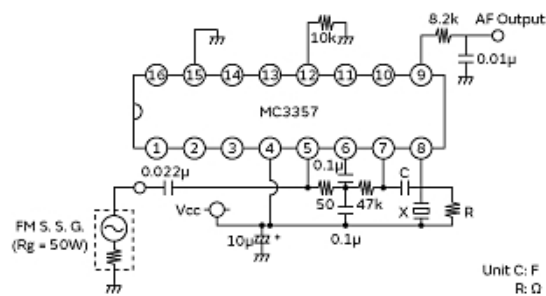 8.2k AF Output
10k
0.01μ
16 15 14 13 12 11 10 9
MC3357
1 2 3 4 5 6 7 8
0.1μ
0.022μ
C
50 47k
X R
Vcc
FM S. S. G.
(Rg = 50W)
10μ + 0.1μ
Unit C: F
R: Ω